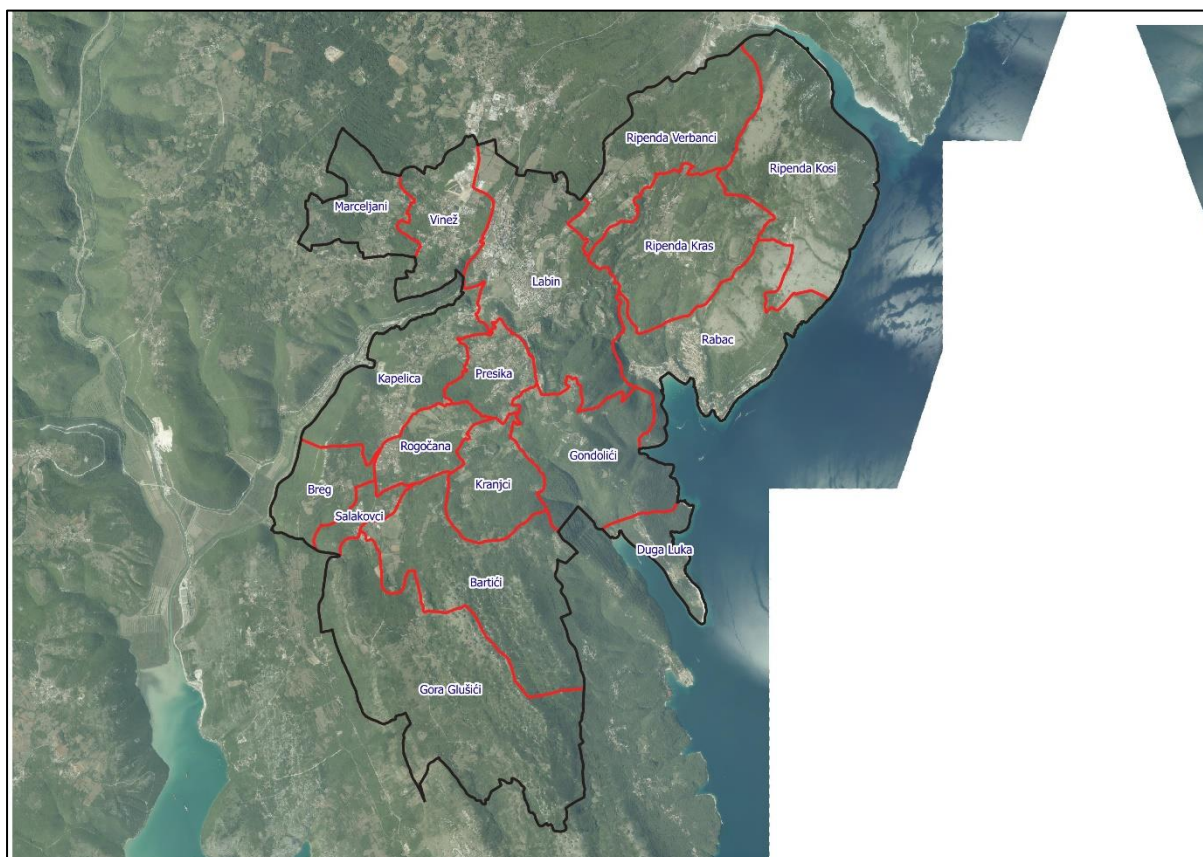 Ripenda Verbanci
Ripenda Kosi
Marceljani
Vinež
Ripenda Kras
Labin
Rabac
Kapelica
Presika
Rogočana
Gondolići
Kranjci
Breg
Salakovci
Duga Luka
Bartići
Gora Glušići